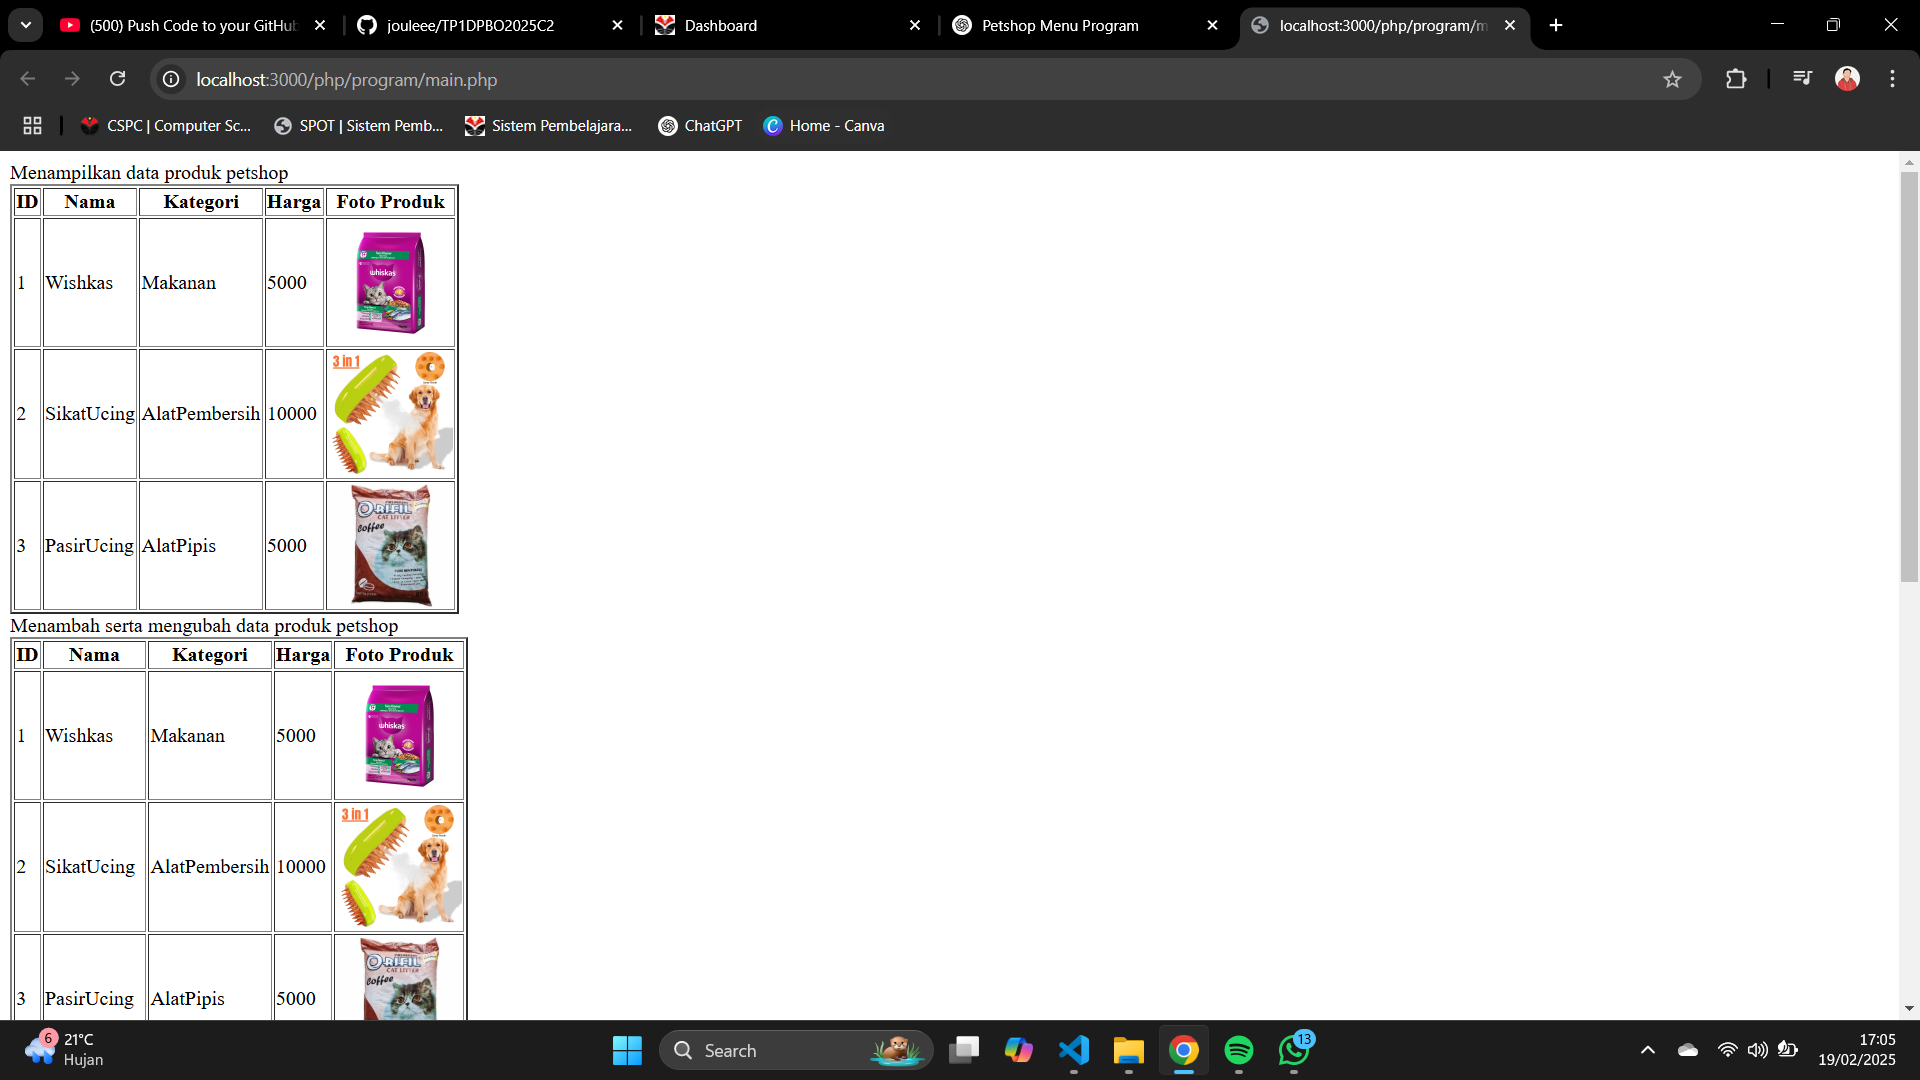 (500) Push Code to your GitHub
jouleee/TP1DPBO2025C2
Dashboard
Petshop Menu Program
localhost:3000/php/program/m
localhost:3000/php/program/main.php
CSPC | Computer Sc...
SPOT | Sistem Pemb...
Sistem Pembelajara...
ChatGPT
Home - Canva
Menampilkan data produk petshop
ID Nama Kategori Harga Foto Produk
whiskas
1 Wishkas Makanan 5000
3 in 1
2 SikatUcing AlatPembersih 10000
ORIFIL
CAT LITTER
Coffee
3 PasirUcing AlatPipis 5000
Menambah serta mengubah data produk petshop
ID Nama Kategori Harga Foto Produk
whiskas
1 Wishkas Makanan 5000
3 in 1
2 SikatUcing AlatPembersih 10000
ORIFIL
CAT LITTER
Coffee
3 PasirUcing AlatPipis 5000
6
21°C
Hujan
Search
13
17:05
19/02/2025